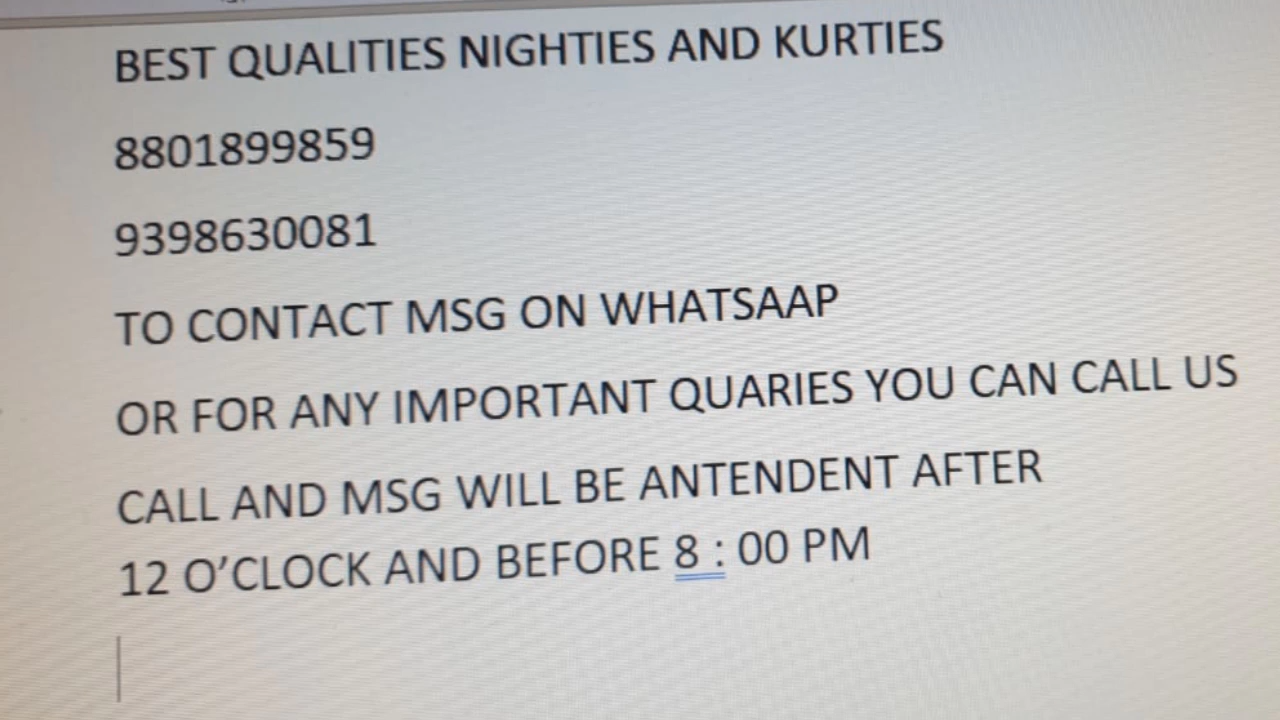 BEST QUALITIES NIGHTIES AND KURTIES
8801899859
9398630081
TO CONTACT MSG ON WHATSAAP
OR FOR ANY IMPORTANT QUARIES YOU CAN CALL US
CALL AND MSG WILL BE ANTENDENT AFTER
12 O'CLOCK AND BEFORE 8 : 00 PM